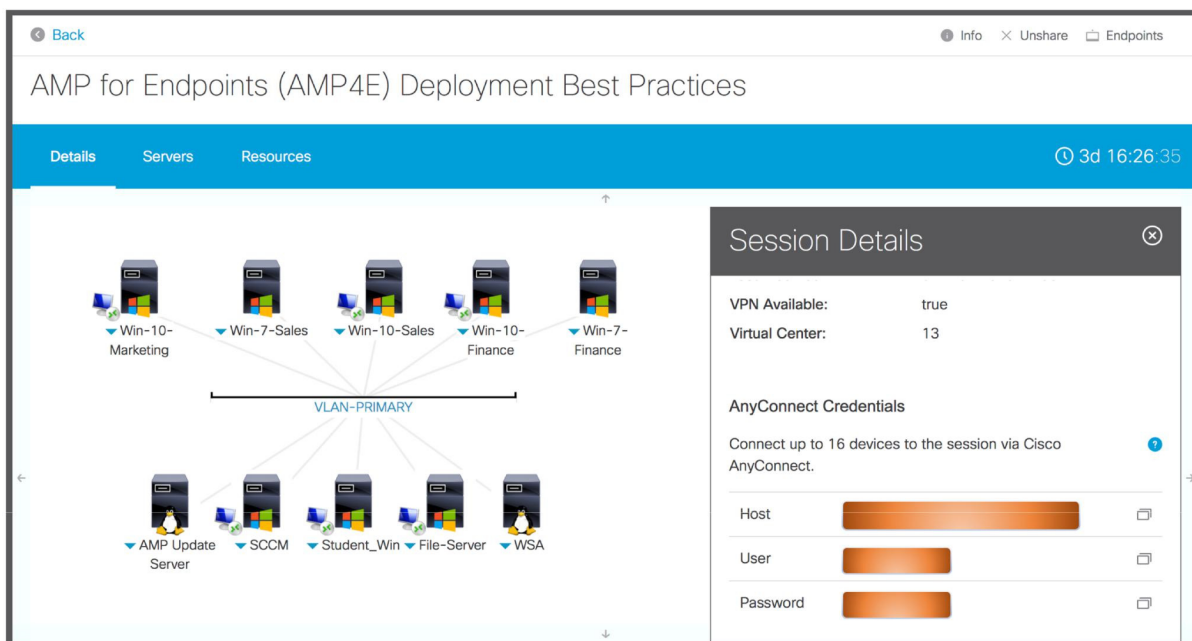 Back
Info Unshare Endpoints
AMP for Endpoints (AMP4E) Deployment Best Practices
Details Servers Resources
3d 16:26:35
Win-10-
Marketing
Win-7-Sales
Win-10-Sales
Win-10-
Finance
Win-7-
Finance
VLAN-PRIMARY
AMP Update
Server
SCCM
Student_Win
File-Server
WSA
Session Details
VPN Available: true
Virtual Center: 13
AnyConnect Credentials
Connect up to 16 devices to the session via Cisco
AnyConnect.
?
Host
User
Password